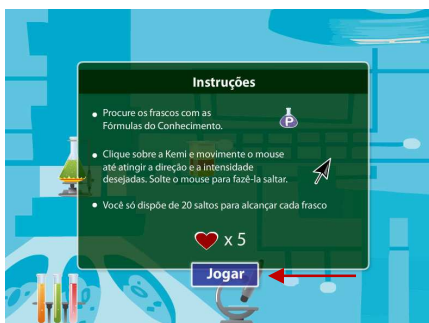 Instruções
• Procure os frascos com as
Fórmulas do Conhecimento.
P
• Clique sobre a Kemi e movimente o mouse
até atingir a direção e a intensidade
desejadas. Solte o mouse para fazê-la saltar.
• Você só dispõe de 20 saltos para alcançar cada frasco
x 5
Jogar